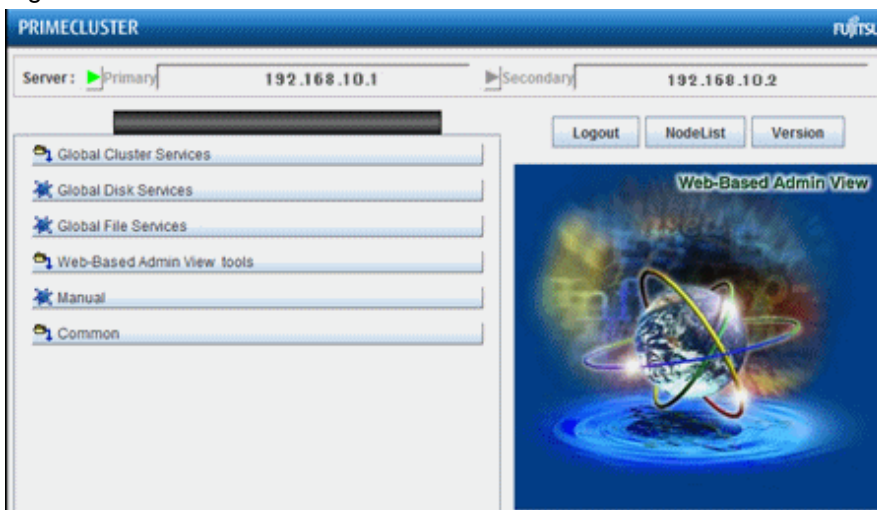 PRIMECLUSTER
FUJITSU
Server : Primary 192.168.10.1 Secondary 192.168.10.2
Logout NodeList Version
Global Cluster Services
Global Disk Services
Global File Services
Web-Based Admin View tools
Manual
Common
Web-Based Admin View